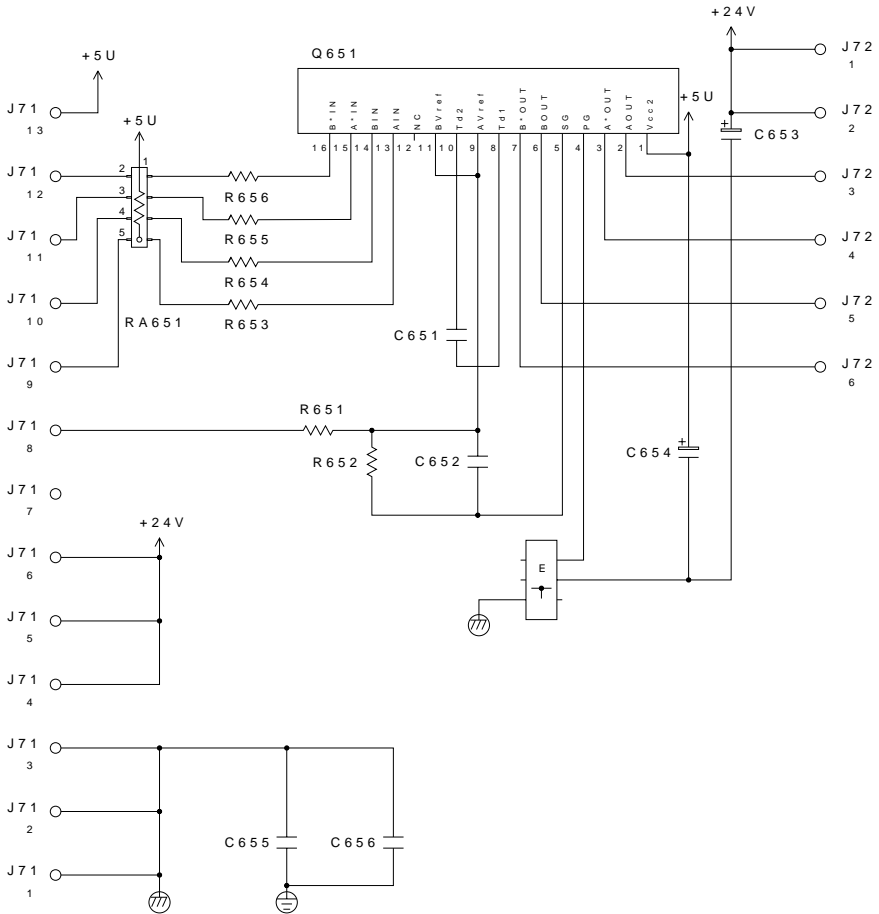 +24V
J72
1
Q651
+5U
J71
13
B*IN
A*IN
BIN
AIN
NC
BVref
Td2
AVref
Td1
B*OUT
BOUT
SG
PG
A*OUT
AOUT
Vcc2
+5U
J72
2
+5U
+
C653
16 15 14 13 12 11 10 9 8 7 6 5 4 3 2 1
J71
12
1
2
3
4
5
R656
J72
3
R655
J71
11
J72
4
R654
J71
10
RA651
R653
C651
J72
5
J71
9
J72
6
R651
J71
8
R652
C652
+
C654
J71
7
+24V
J71
6
E
J71
5
J71
4
J71
3
J71
2
C655
C656
J71
1